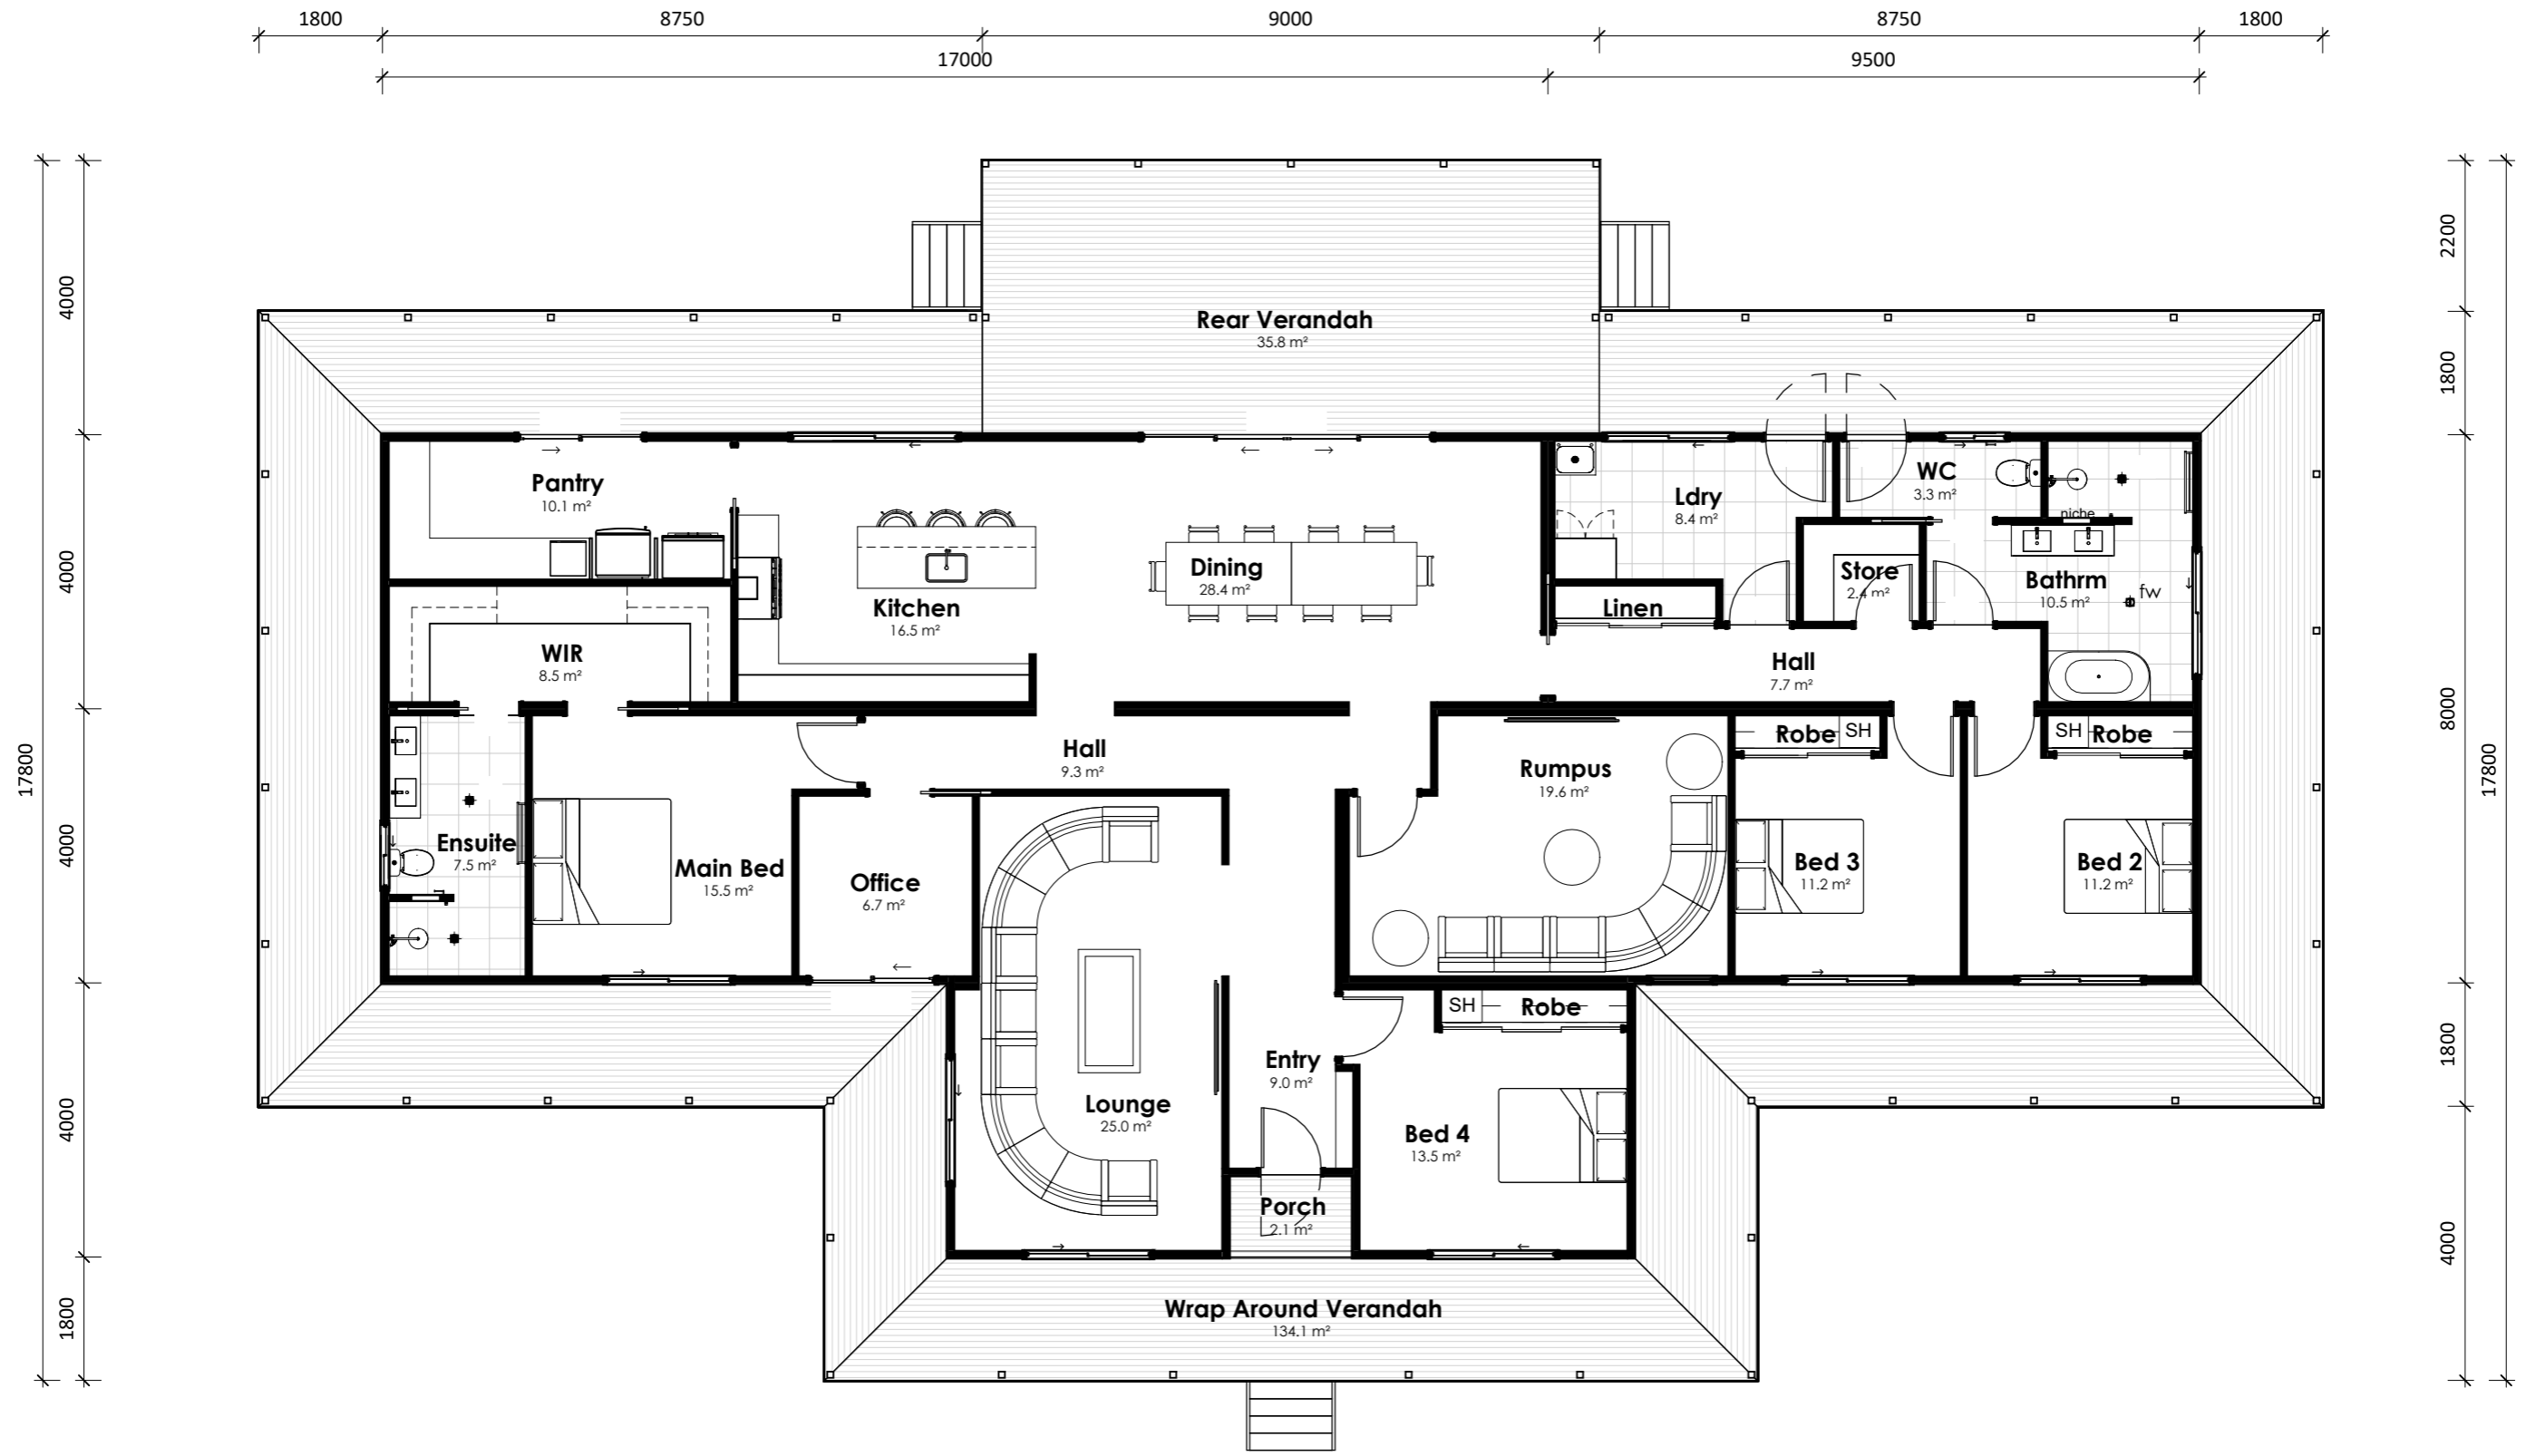 1800 8750 9000 8750 1800
17000 9500
Rear Verandah
35.8 m²
Pantry
10.1 m²
Kitchen
16.5 m²
Dining
28.4 m²
Ldry
8.4 m²
WC
3.3 m²
niche
Store
2.4 m²
Bathrm
10.5 m²
fw
Linen
WIR
8.5 m²
Hall
7.7 m²
Hall
9.3 m²
Robe SH
SH Robe
Rumpus
19.6 m²
Ensuite
7.5 m²
Main Bed
15.5 m²
Office
6.7 m²
Bed 3
11.2 m²
Bed 2
11.2 m²
SH Robe
Entry
9.0 m²
Lounge
25.0 m²
Bed 4
13.5 m²
Porch
2.1 m²
Wrap Around Verandah
134.1 m²
17800
4000
4000
4000
4000
1800
2200
1800
8000
1800
4000
17800